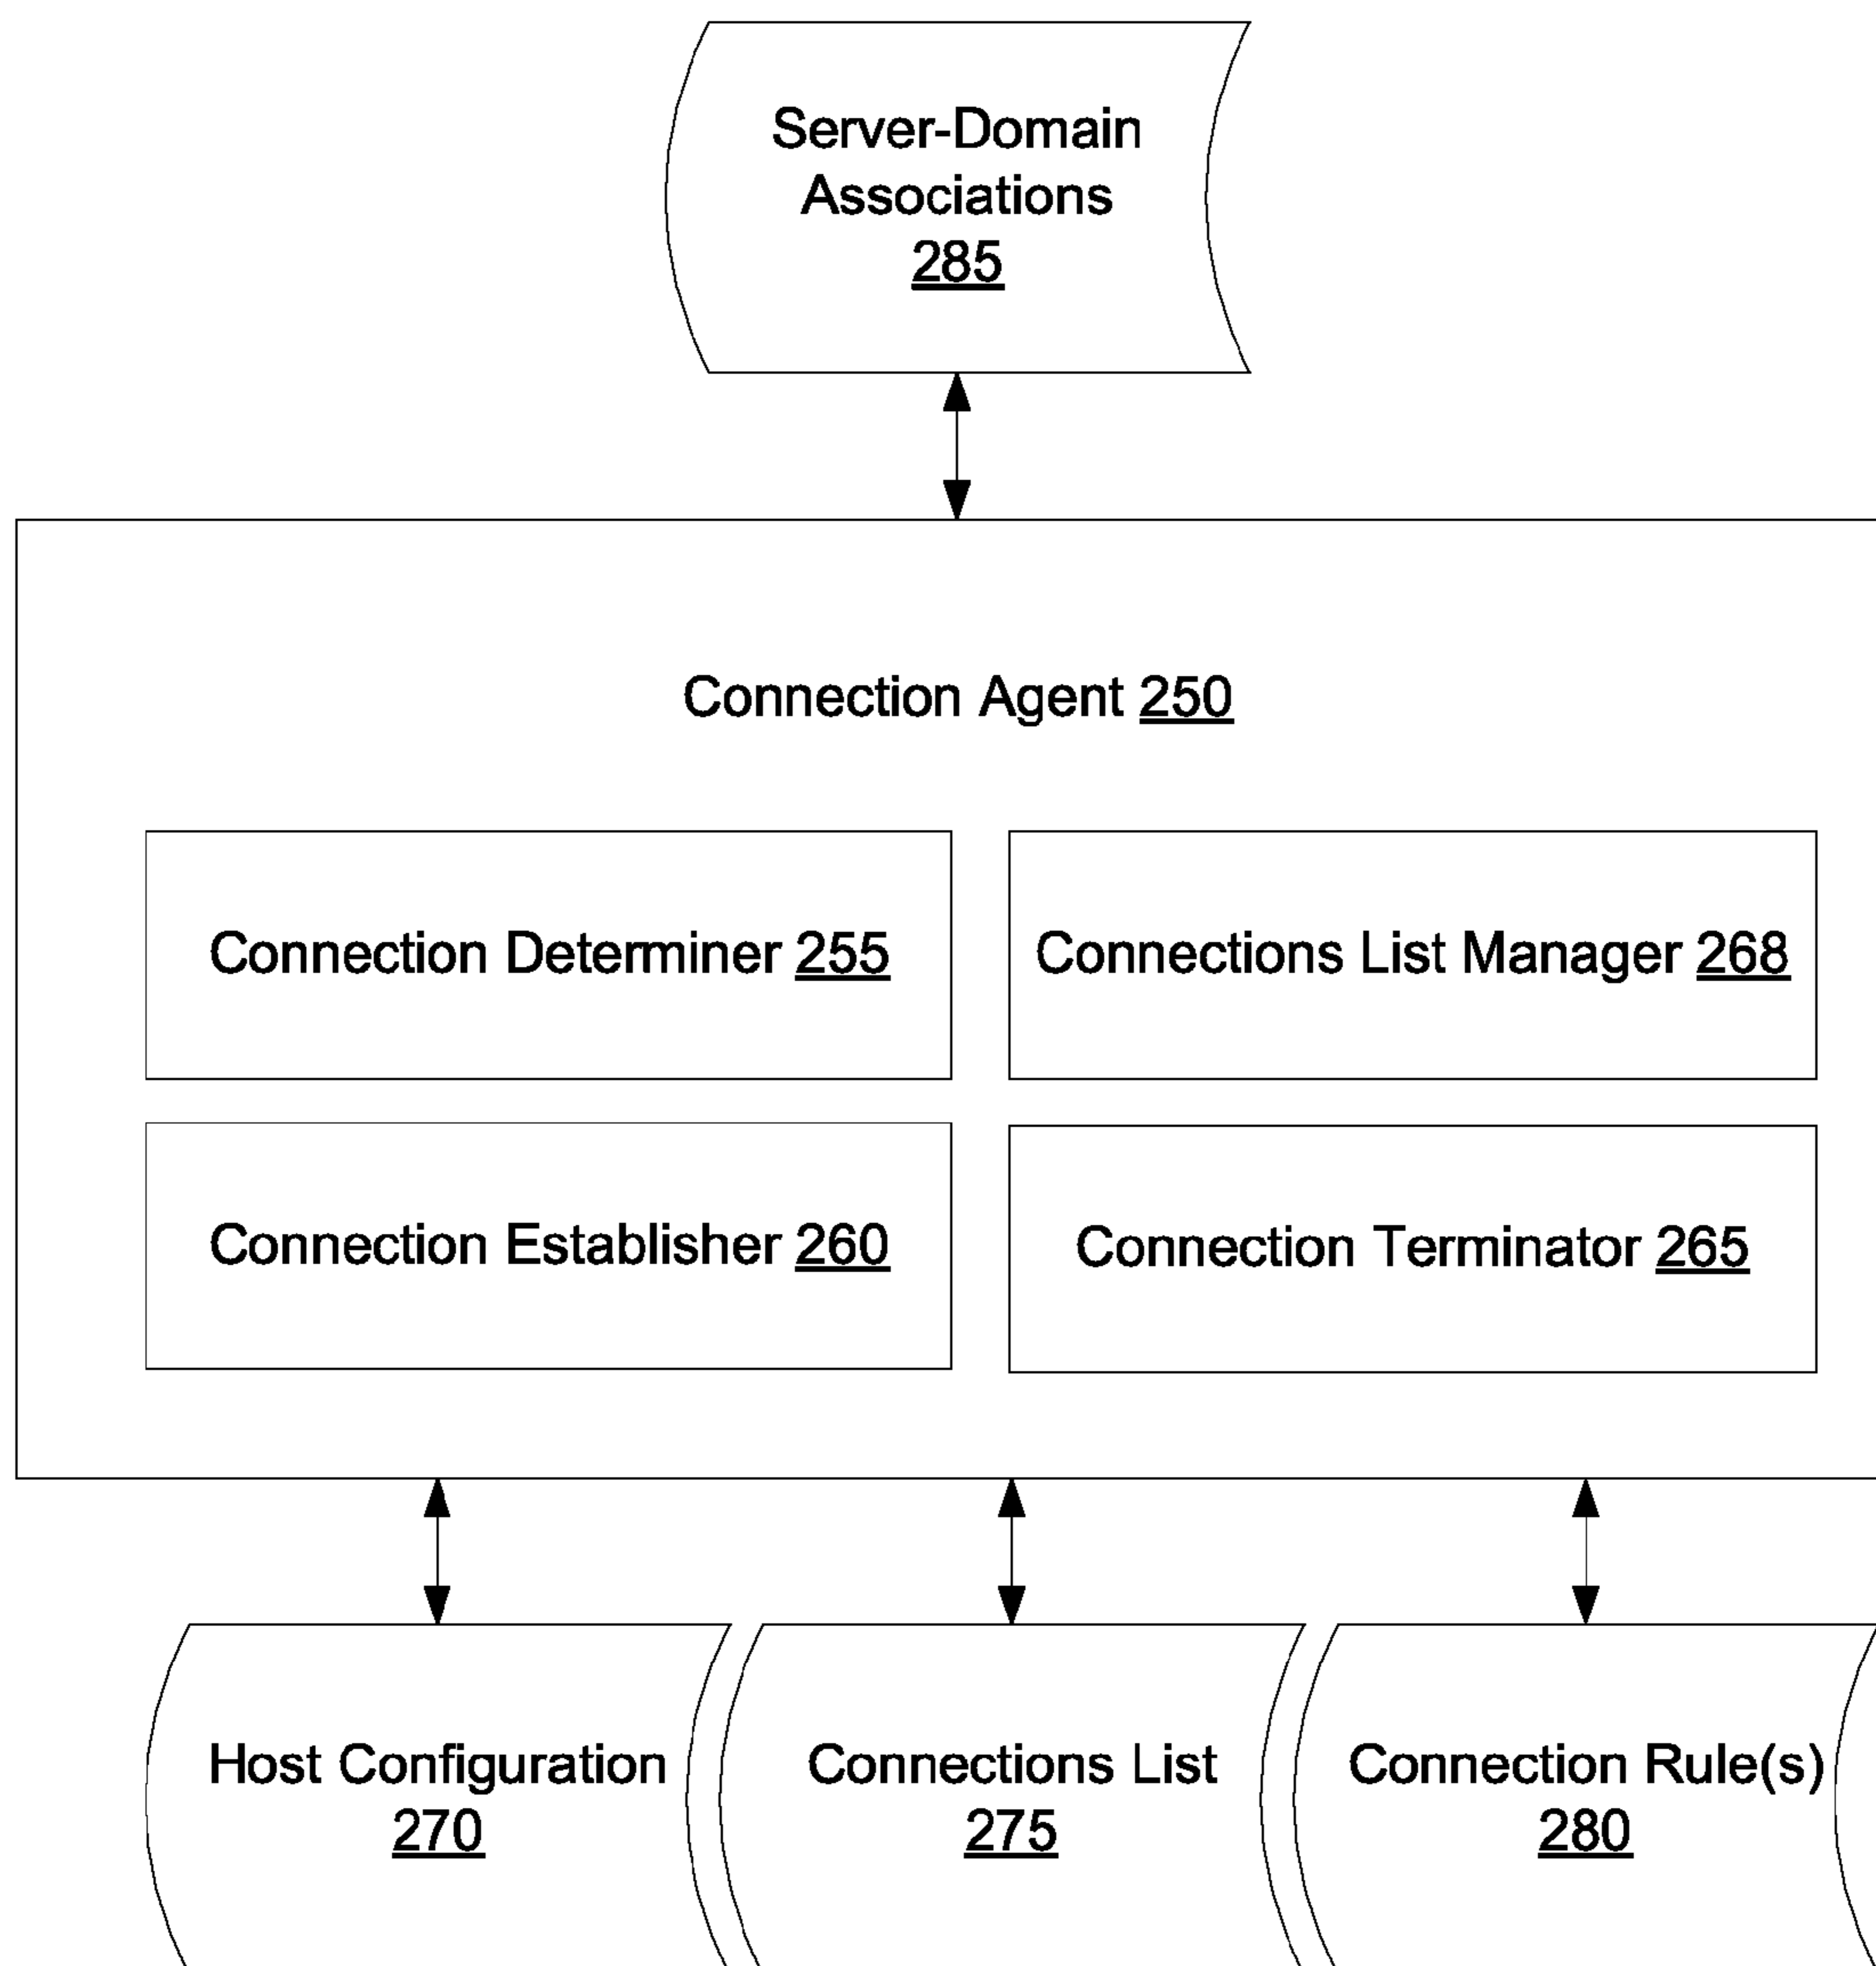 Server-Domain
Associations
285
Connection Agent 250
Connection Determiner 255
Connections List Manager 268
Connection Establisher 260
Connection Terminator 265
Host Configuration
270
Connections List
275
Connection Rule(s)
280